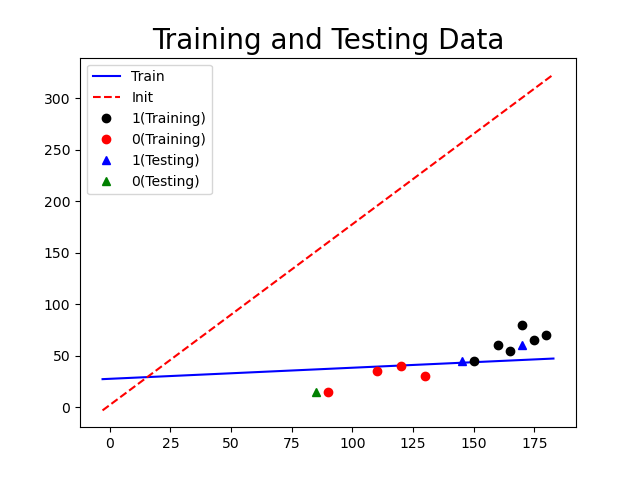 Training and Testing Data
Train
Init
1(Training)
0(Training)
1(Testing)
0(Testing)
300
250
200
150
100
50
0
0 25 50 75 100 125 150 175